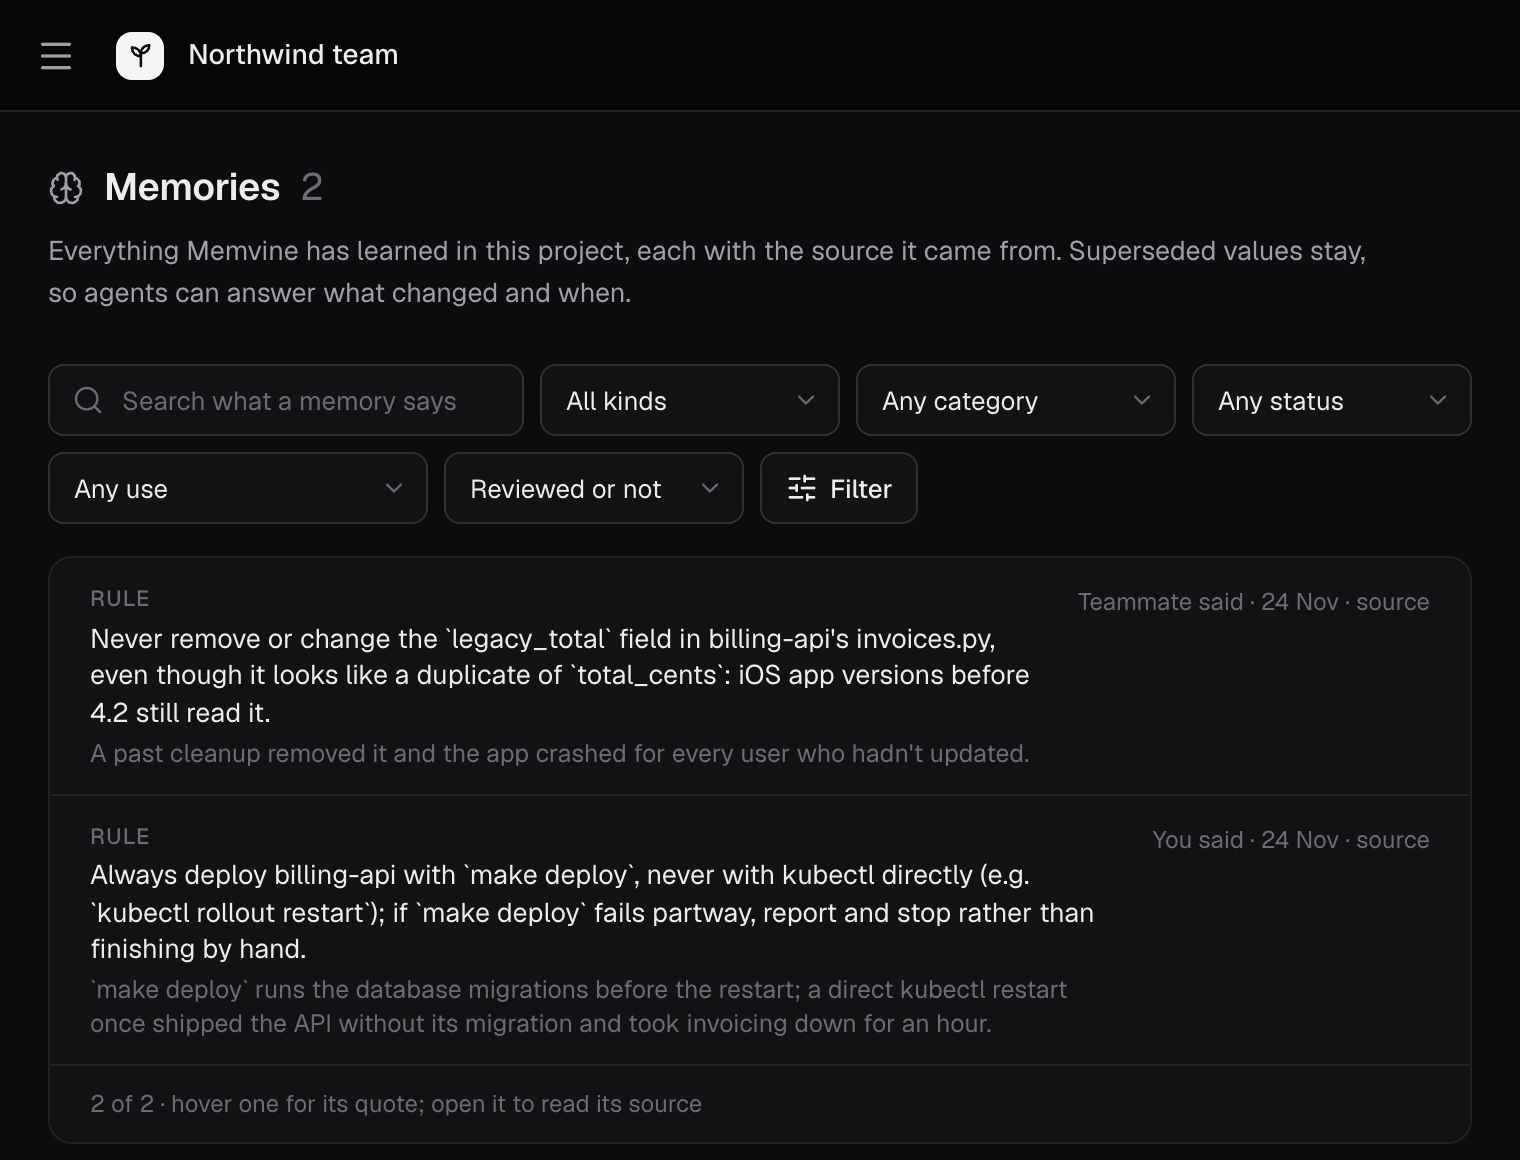 Northwind team
Memories 2
Everything Memvine has learned in this project, each with the source it came from. Superseded values stay,
so agents can answer what changed and when.
Search what a memory says
All kinds
Any category
Any status
Any use
Reviewed or not
Filter
RULE
Teammate said · 24 Nov · source
Never remove or change the `legacy_total` field in billing-api's invoices.py,
even though it looks like a duplicate of `total_cents`: iOS app versions before
4.2 still read it.
A past cleanup removed it and the app crashed for every user who hadn't updated.
RULE
You said · 24 Nov · source
Always deploy billing-api with `make deploy`, never with kubectl directly (e.g.
`kubectl rollout restart`); if `make deploy` fails partway, report and stop rather than
finishing by hand.
`make deploy` runs the database migrations before the restart; a direct kubectl restart
once shipped the API without its migration and took invoicing down for an hour.
2 of 2 · hover one for its quote; open it to read its source